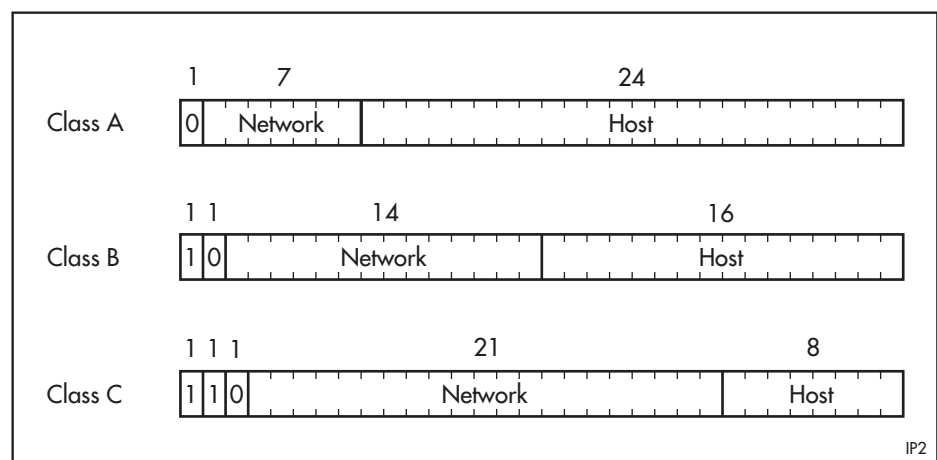 1 7 24
Class A 0 Network Host
1 1 14 16
Class B 1 0 Network Host
1 1 1 21 8
Class C 1 1 0 Network Host
IP2